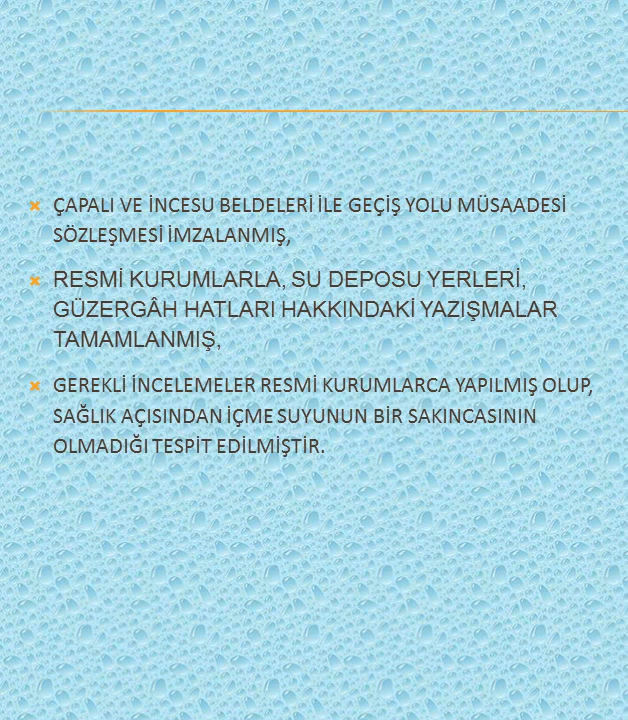 ÇAPALI VE İNCESU BELDELERİ İLE GEÇİŞ YOLU MÜSAADESİ
SÖZLEŞMESİ İMZALANMIŞ,
RESMİ KURUMLARLA, SU DEPOSU YERLERİ,
GÜZERGÂH HATLARI HAKKINDAKİ YAZIŞMALAR
TAMAMLANMIŞ,
GEREKLİ İNCELEMELER RESMİ KURUMLARCA YAPILMIŞ OLUP,
SAĞLIK AÇISINDAN İÇME SUYUNUN BİR SAKINCASININ
OLMADIĞI TESPİT EDİLMİŞTİR.